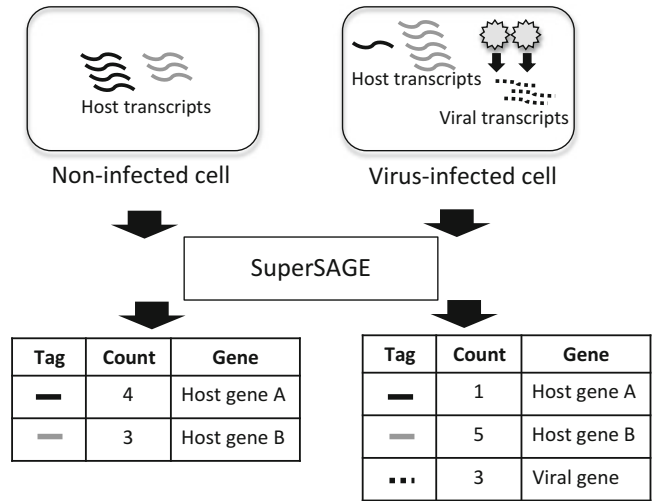 Host transcripts
Host transcripts
Viral transcripts
Non-infected cell
Virus-infected cell
SuperSAGE
Tag Count Gene
4 Host gene A
3 Host gene B
Tag Count Gene
1 Host gene A
5 Host gene B
3 Viral gene